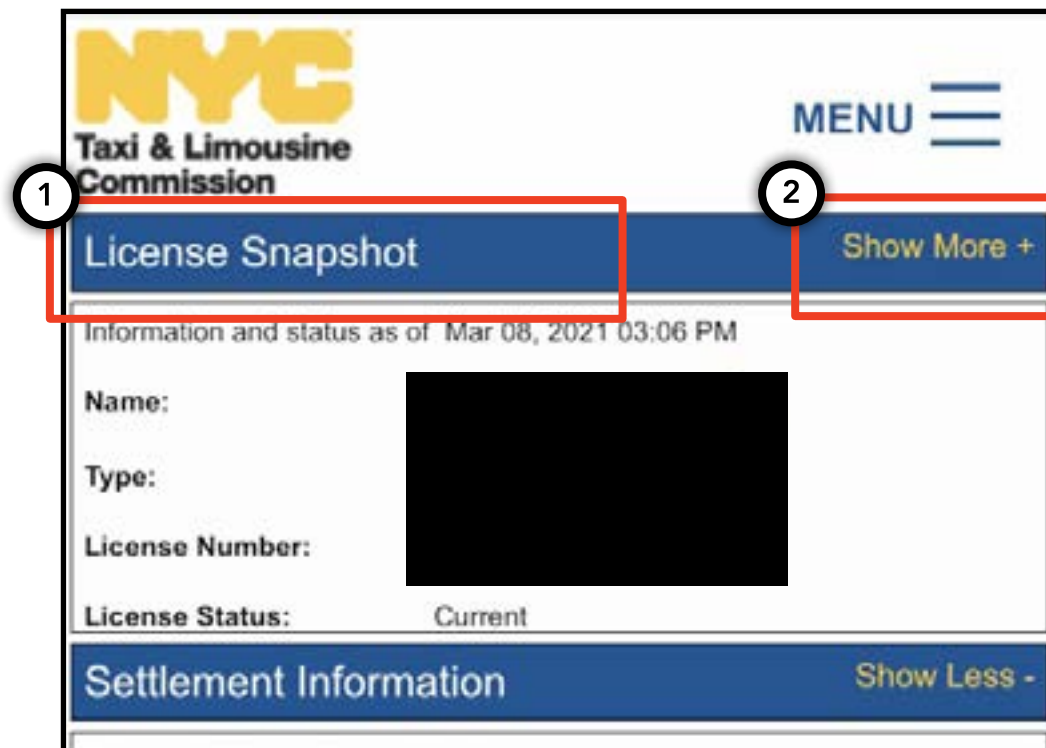 NYC
Taxi & Limousine
Commission
MENU
1
2
License Snapshot
Show More +
Information and status as of Mar 08, 2021 03:06 PM
Name:
Type:
License Number:
License Status: Current
Settlement Information
Show Less -